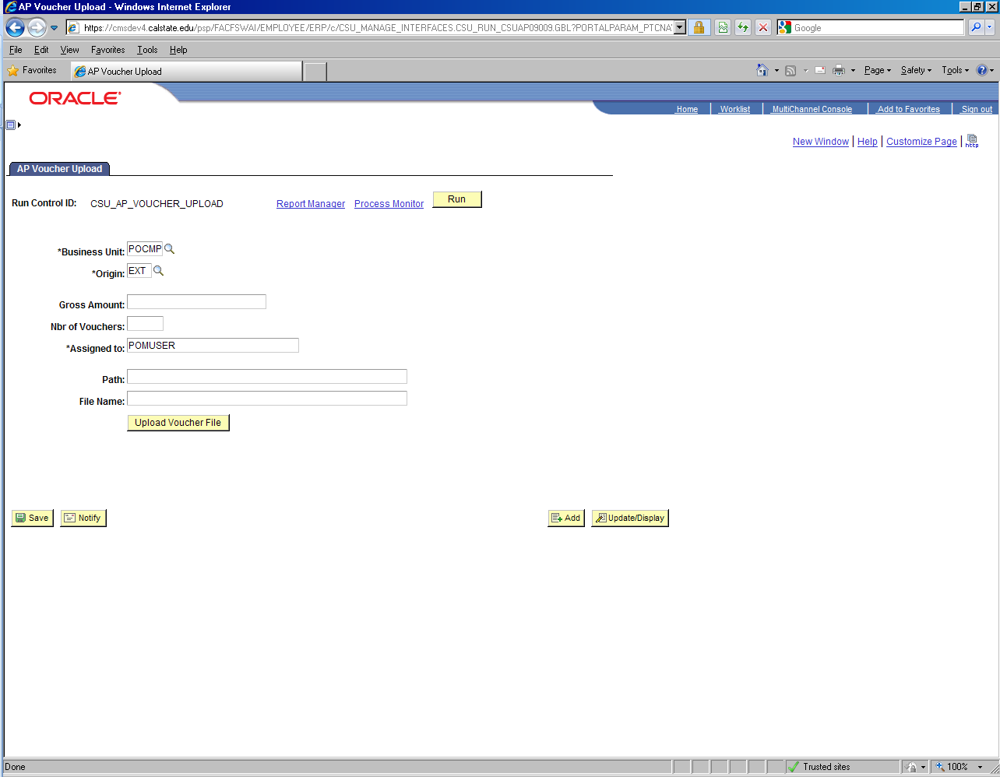 AP Voucher Upload - Windows Internet Explorer
https://cmsdev4.calstate.edu/psp/FACFSWAI/EMPLOYEE/ERP/c/CSU_MANAGE_INTERFACES.CSU_RUN_CSUAP09009.GBL?PORTALPARAM_PTCNA
Google
File Edit View Favorites Tools Help
Favorites AP Voucher Upload Page Safety Tools
ORACLE
Home Worklist MultiChannel Console Add to Favorites Sign out
New Window | Help | Customize Page | http
AP Voucher Upload
Run Control ID: CSU_AP_VOUCHER_UPLOAD Report Manager Process Monitor Run
*Business Unit: POCMP
*Origin: EXT
Gross Amount:
Nbr of Vouchers:
*Assigned to: POMUSER
Path:
File Name:
Upload Voucher File
Save Notify Add Update/Display
Done Trusted sites 100%